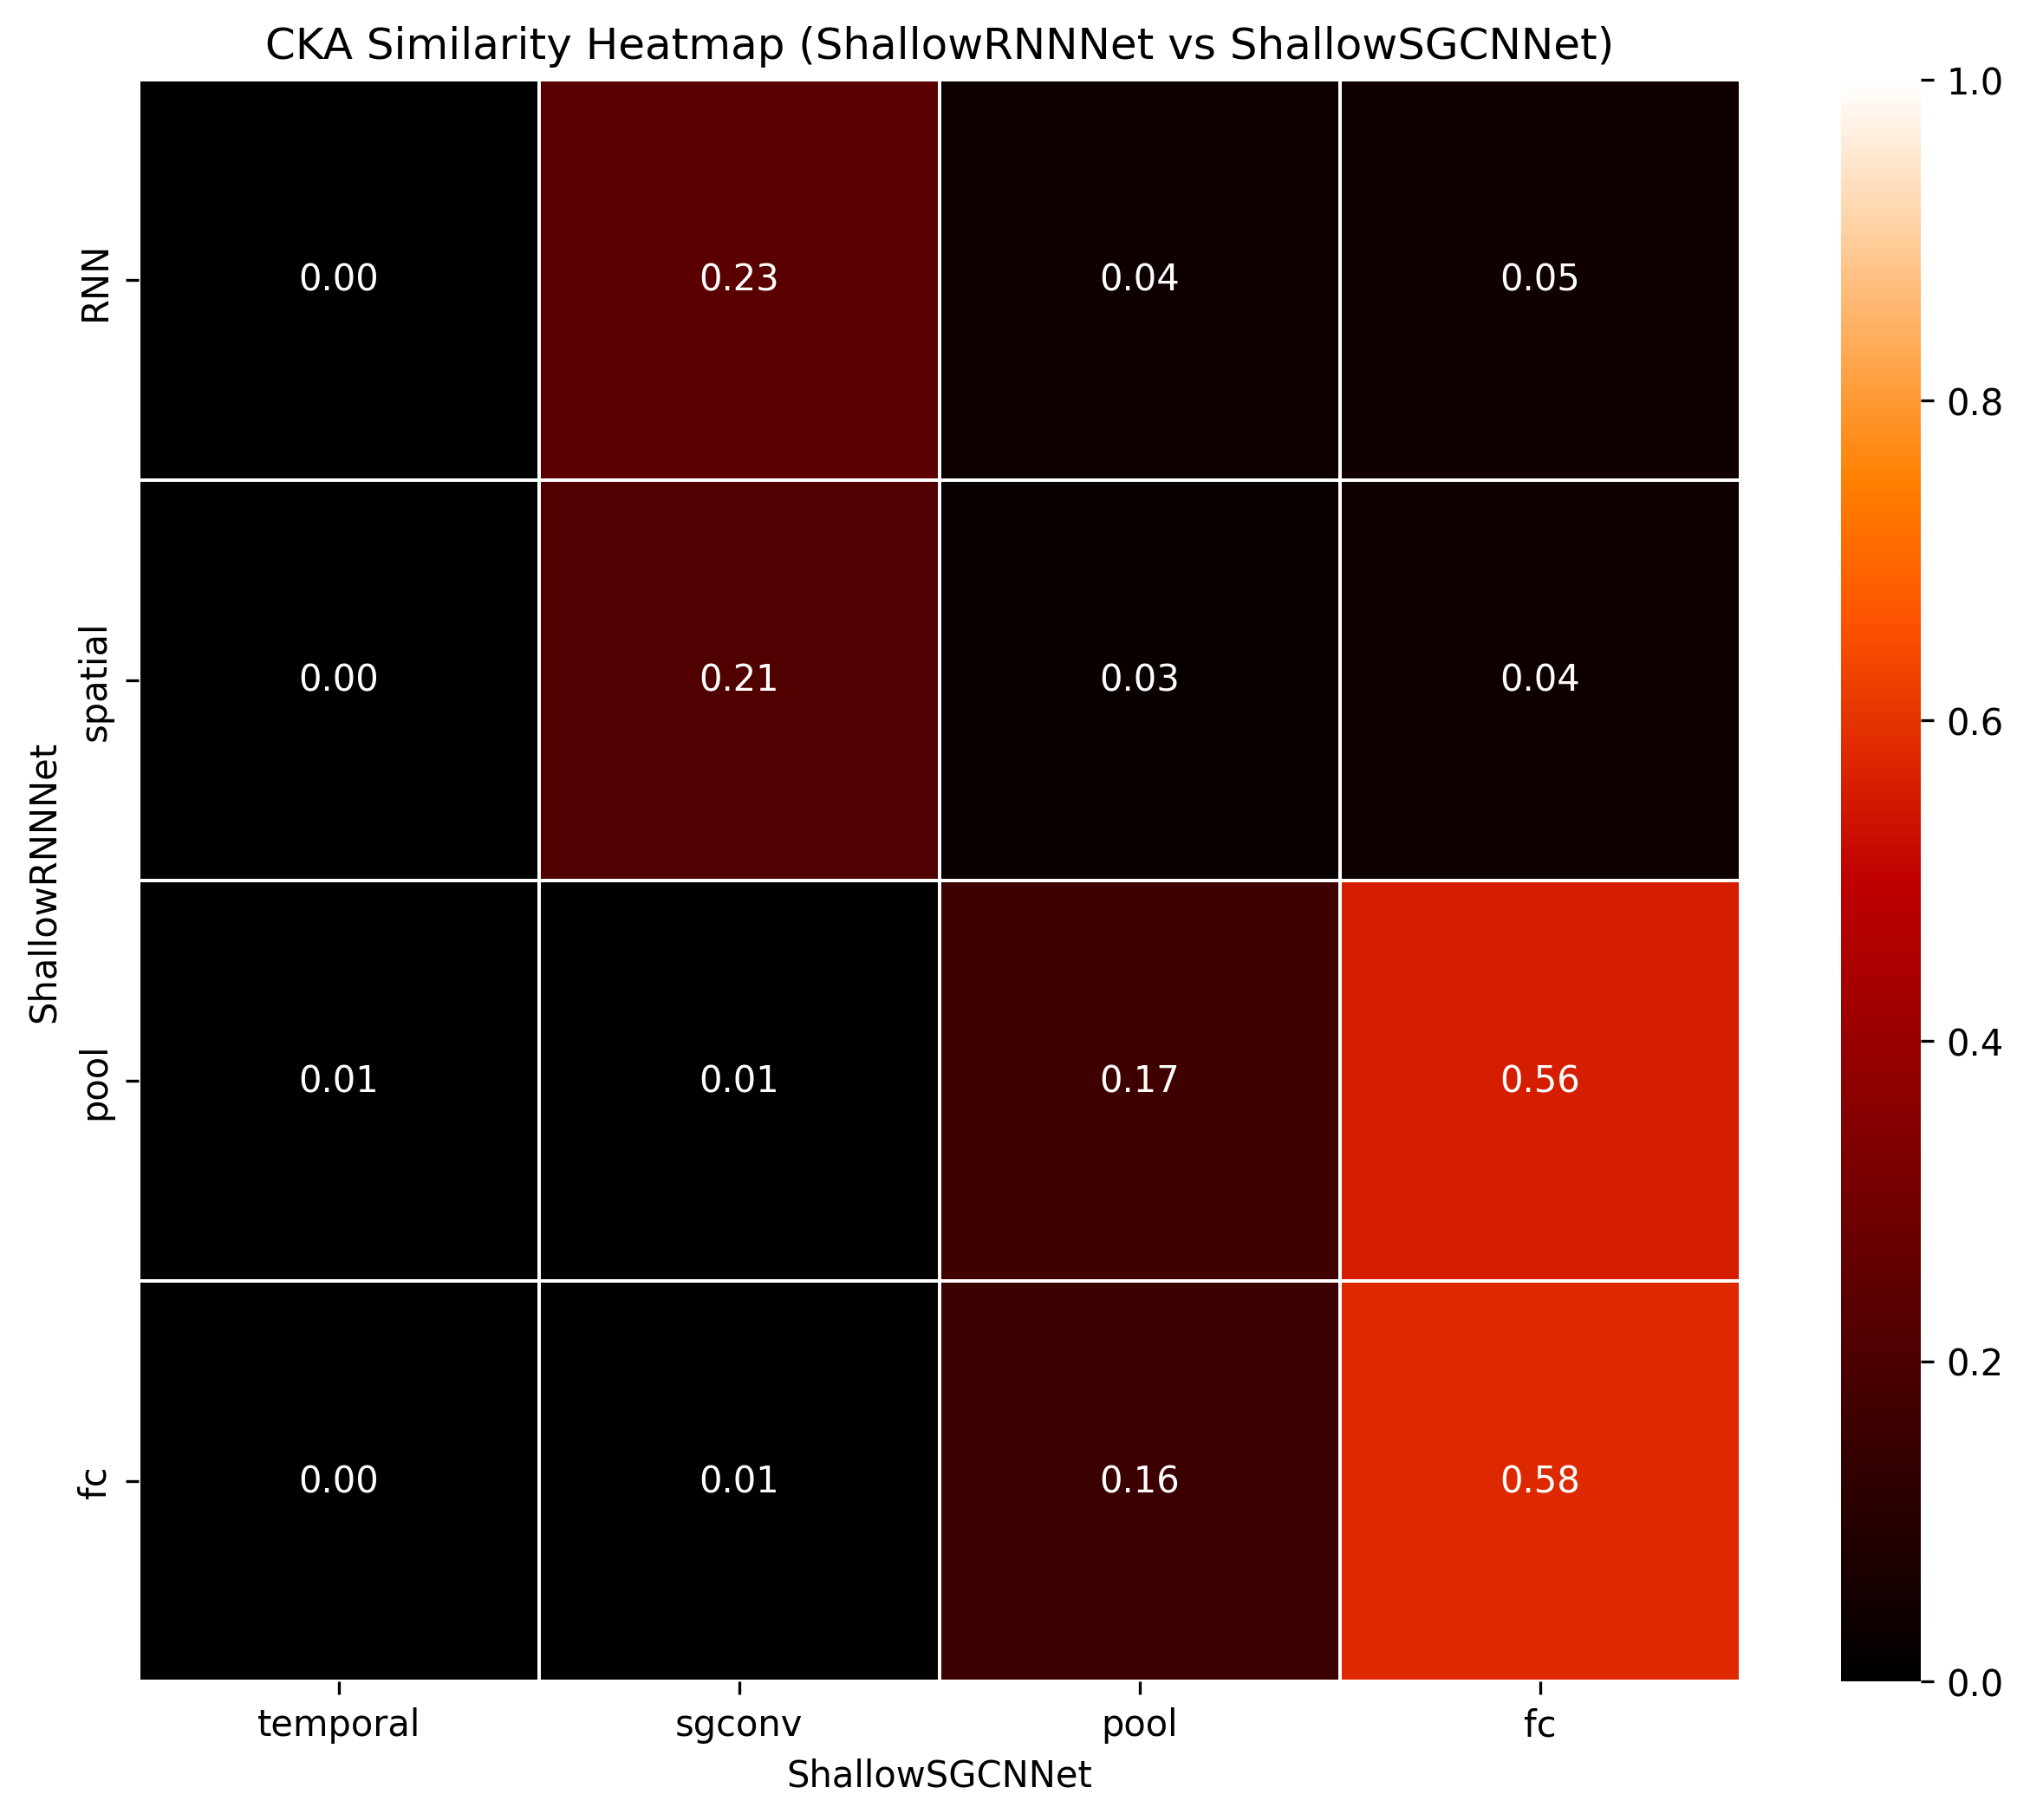 CKA Similarity Heatmap (ShallowRNNNet vs ShallowSGCNNet)
ShallowRNNNet
RNN 0.00 0.23 0.04 0.05
spatial 0.00 0.21 0.03 0.04
pool 0.01 0.01 0.17 0.56
fc 0.00 0.01 0.16 0.58
temporal sgconv pool fc
ShallowSGCNNet
1.0
0.8
0.6
0.4
0.2
0.0